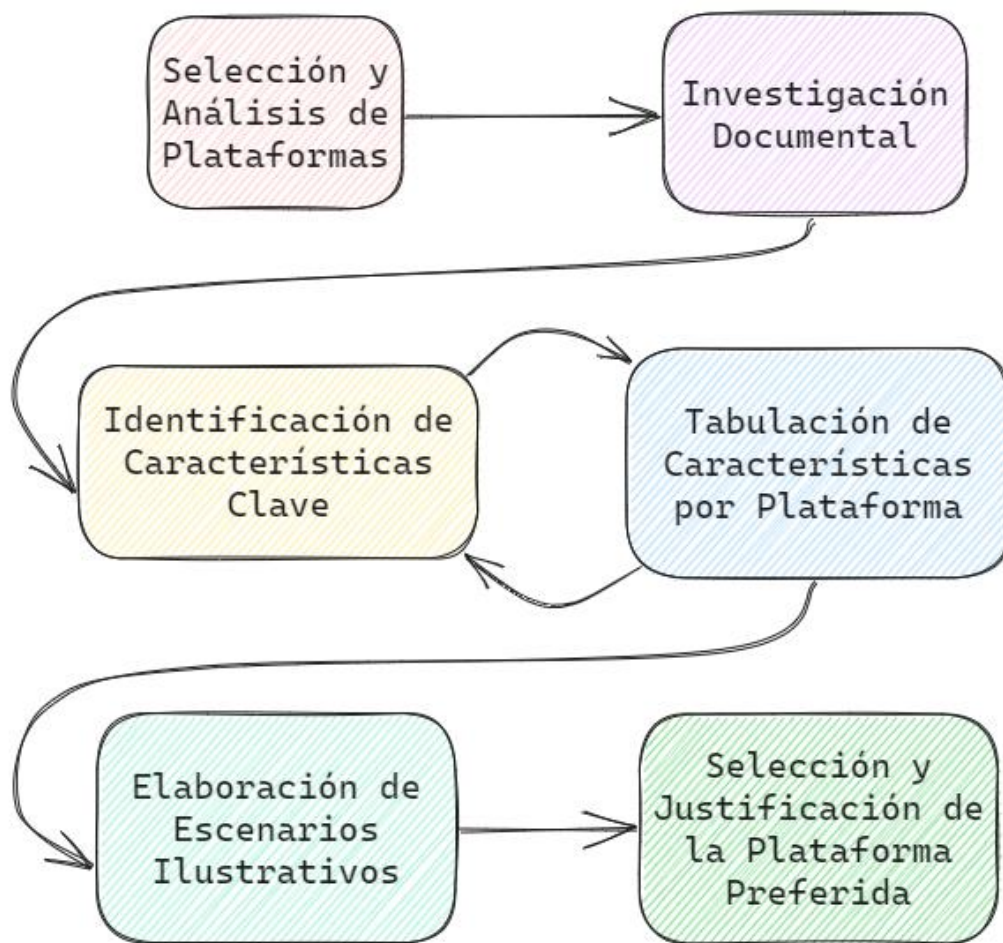 Selección y
Análisis de
Plataformas
Investigación
Documental
Identificación de
Características
Clave
Tabulación de
Características
por Plataforma
Elaboración de
Escenarios
Ilustrativos
Selección y
Justificación de
la Plataforma
Preferida